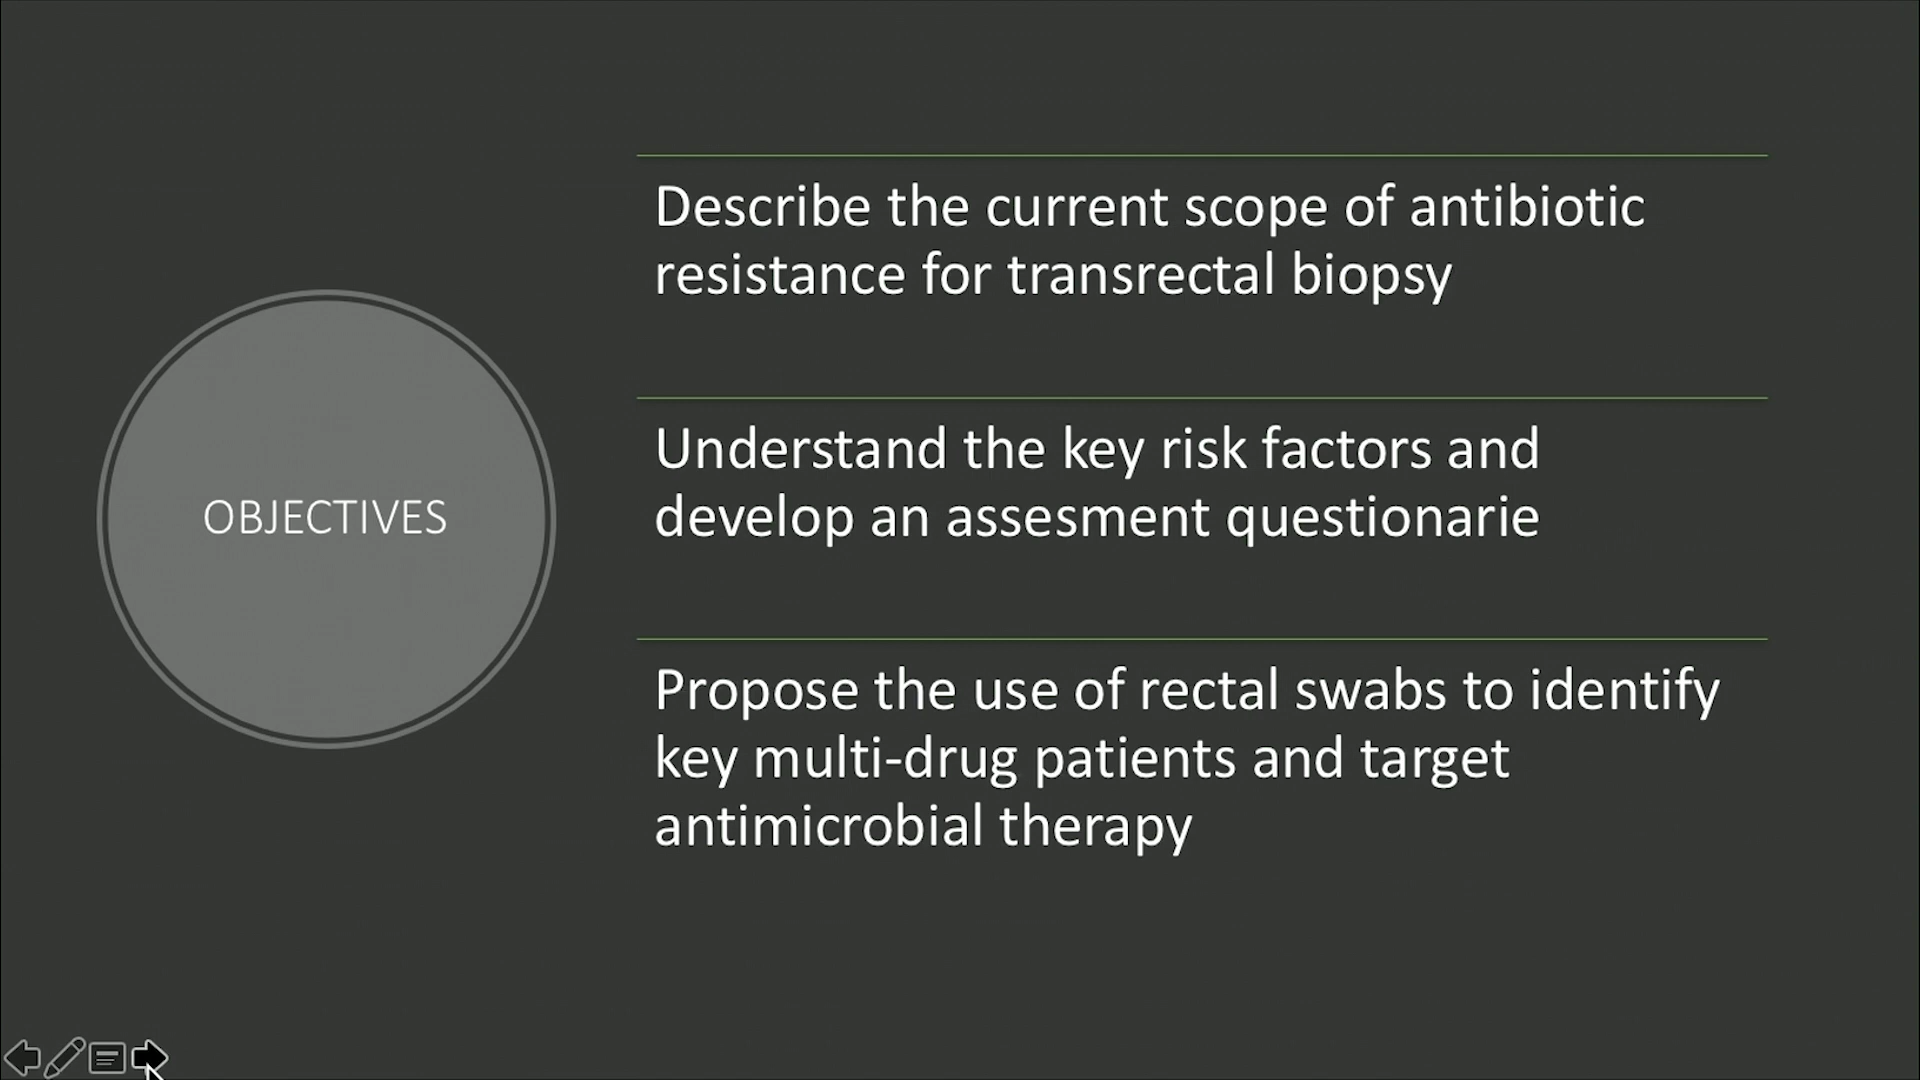 OBJECTIVES
Describe the current scope of antibiotic
resistance for transrectal biopsy
Understand the key risk factors and
develop an assesment questionarie
Propose the use of rectal swabs to identify
key multi-drug patients and target
antimicrobial therapy